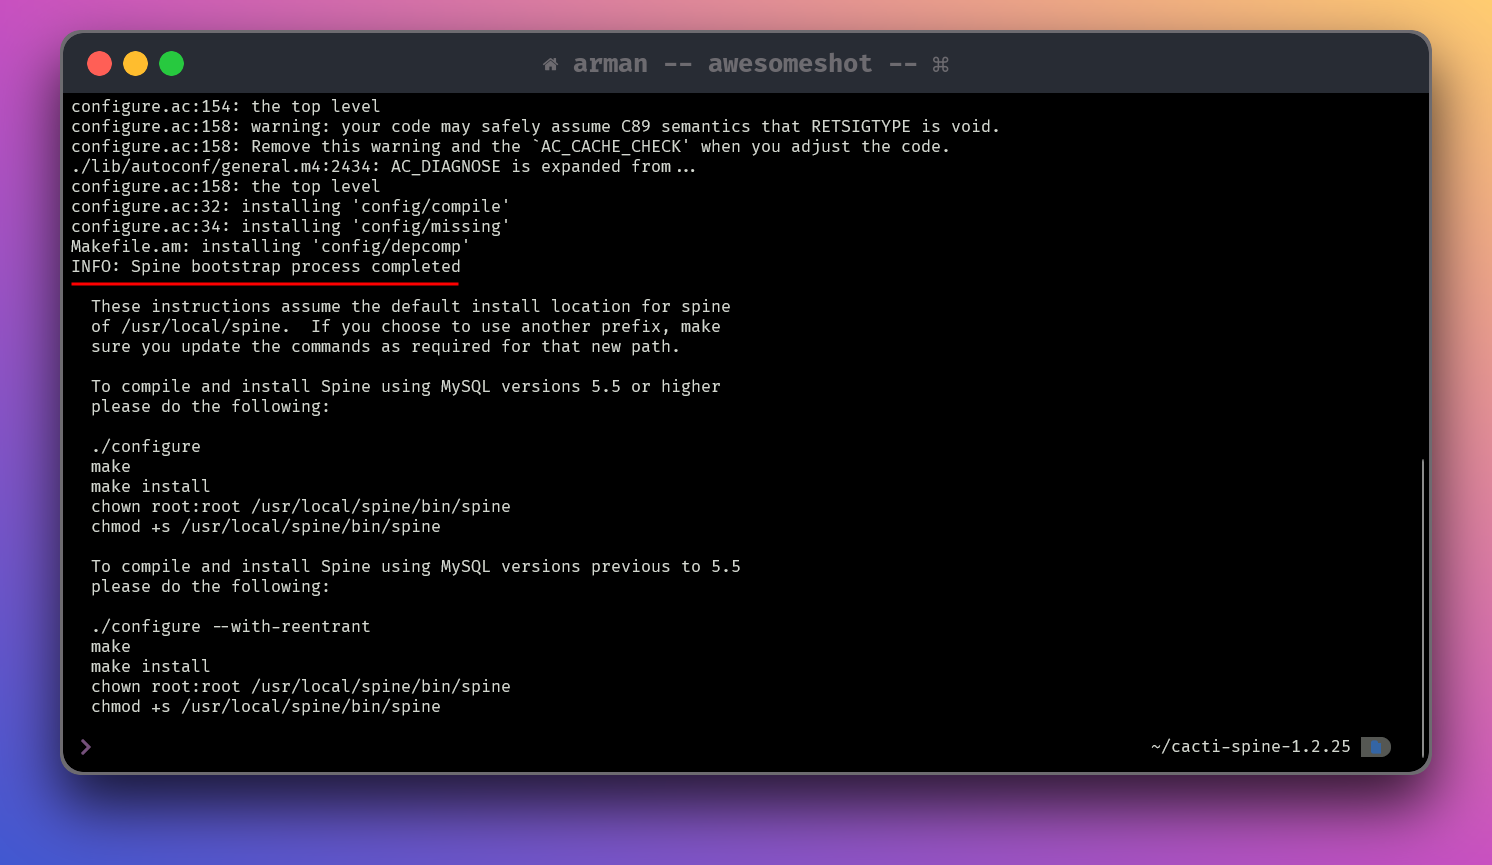 arman -- awesomeshot -- ⌘
configure.ac:154: the top level
configure.ac:158: warning: your code may safely assume C89 semantics that RETSIGTYPE is void.
configure.ac:158: Remove this warning and the `AC_CACHE_CHECK' when you adjust the code.
./lib/autoconf/general.m4:2434: AC_DIAGNOSE is expanded from...
configure.ac:158: the top level
configure.ac:32: installing 'config/compile'
configure.ac:34: installing 'config/missing'
Makefile.am: installing 'config/depcomp'
INFO: Spine bootstrap process completed
These instructions assume the default install location for spine
of /usr/local/spine.  If you choose to use another prefix, make
sure you update the commands as required for that new path.
To compile and install Spine using MySQL versions 5.5 or higher
please do the following:
./configure
make
make install
chown root:root /usr/local/spine/bin/spine
chmod +s /usr/local/spine/bin/spine
To compile and install Spine using MySQL versions previous to 5.5
please do the following:
./configure --with-reentrant
make
make install
chown root:root /usr/local/spine/bin/spine
chmod +s /usr/local/spine/bin/spine
❯ ~/cacti-spine-1.2.25